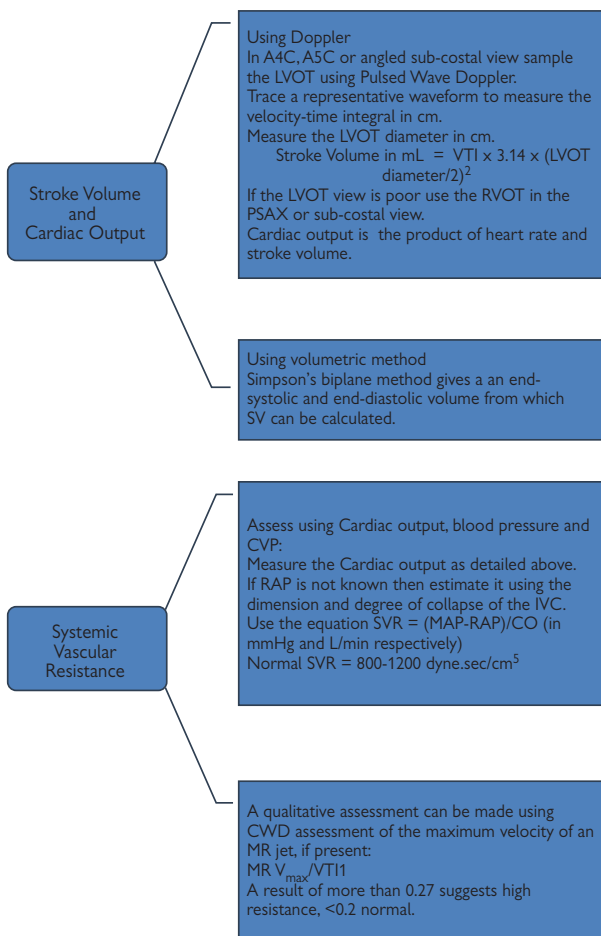 Stroke Volume
and
Cardiac Output
Using Doppler
In A4C, A5C or angled sub-costal view sample
the LVOT using Pulsed Wave Doppler.
Trace a representative waveform to measure the
velocity-time integral in cm.
Measure the LVOT diameter in cm.
Stroke Volume in mL = VTI x 3.14 x (LVOT
diameter/2)²
If the LVOT view is poor use the RVOT in the
PSAX or sub-costal view.
Cardiac output is the product of heart rate and
stroke volume.
Using volumetric method
Simpson's biplane method gives a an end-
systolic and end-diastolic volume from which
SV can be calculated.
Systemic
Vascular
Resistance
Assess using Cardiac output, blood pressure and
CVP:
Measure the Cardiac output as detailed above.
If RAP is not known then estimate it using the
dimension and degree of collapse of the IVC.
Use the equation SVR = (MAP-RAP)/CO (in
mmHg and L/min respectively)
Normal SVR = 800-1200 dyne.sec/cm⁵
A qualitative assessment can be made using
CWD assessment of the maximum velocity of an
MR jet, if present:
MR Vmax/VTI1
A result of more than 0.27 suggests high
resistance, <0.2 normal.